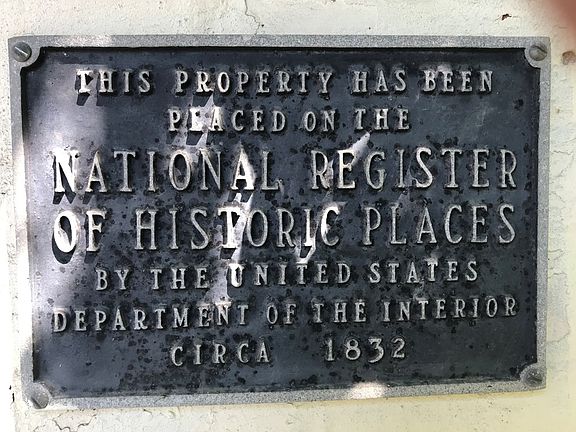 THIS PROPERTY HAS BEEN
PLACED ON THE
NATIONAL REGISTER
OF HISTORIC PLACES
BY THE UNITED STATES
DEPARTMENT OF THE INTERIOR
CIRCA 1832